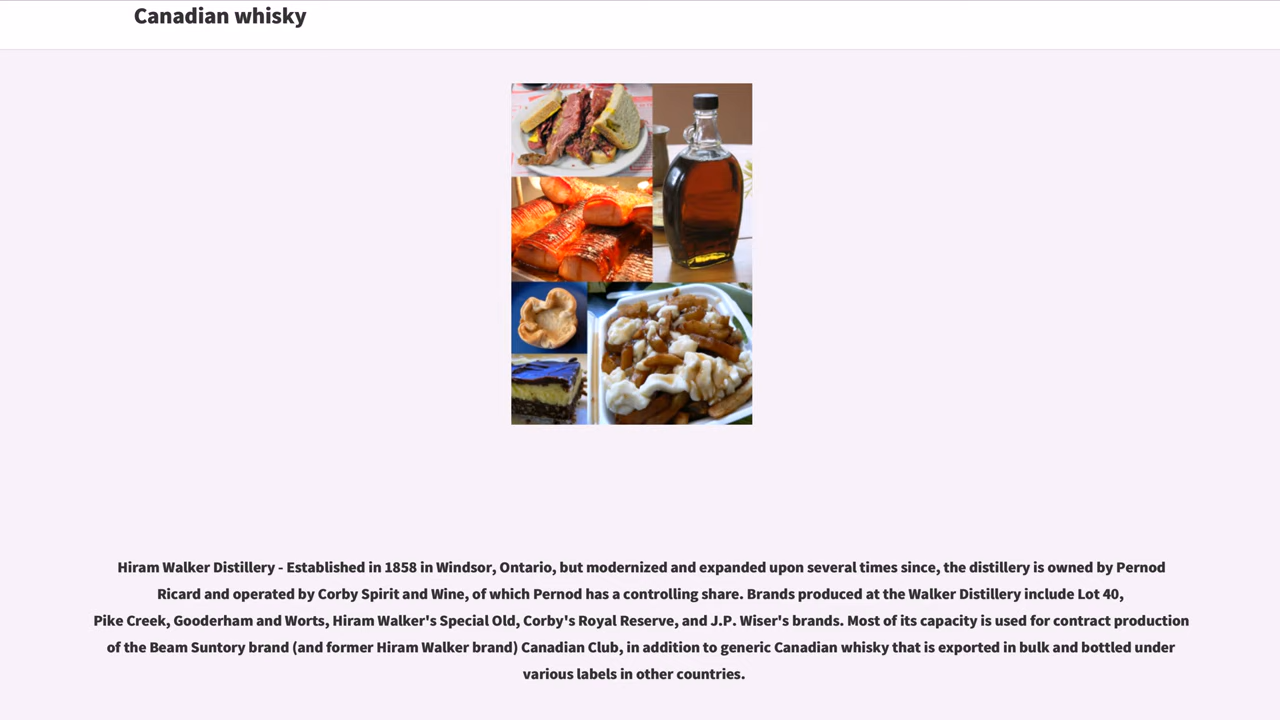 Canadian whisky
Hiram Walker Distillery - Established in 1858 in Windsor, Ontario, but modernized and expanded upon several times since, the distillery is owned by Pernod
Ricard and operated by Corby Spirit and Wine, of which Pernod has a controlling share. Brands produced at the Walker Distillery include Lot 40,
Pike Creek, Gooderham and Worts, Hiram Walker's Special Old, Corby's Royal Reserve, and J.P. Wiser's brands. Most of its capacity is used for contract production
of the Beam Suntory brand (and former Hiram Walker brand) Canadian Club, in addition to generic Canadian whisky that is exported in bulk and bottled under
various labels in other countries.